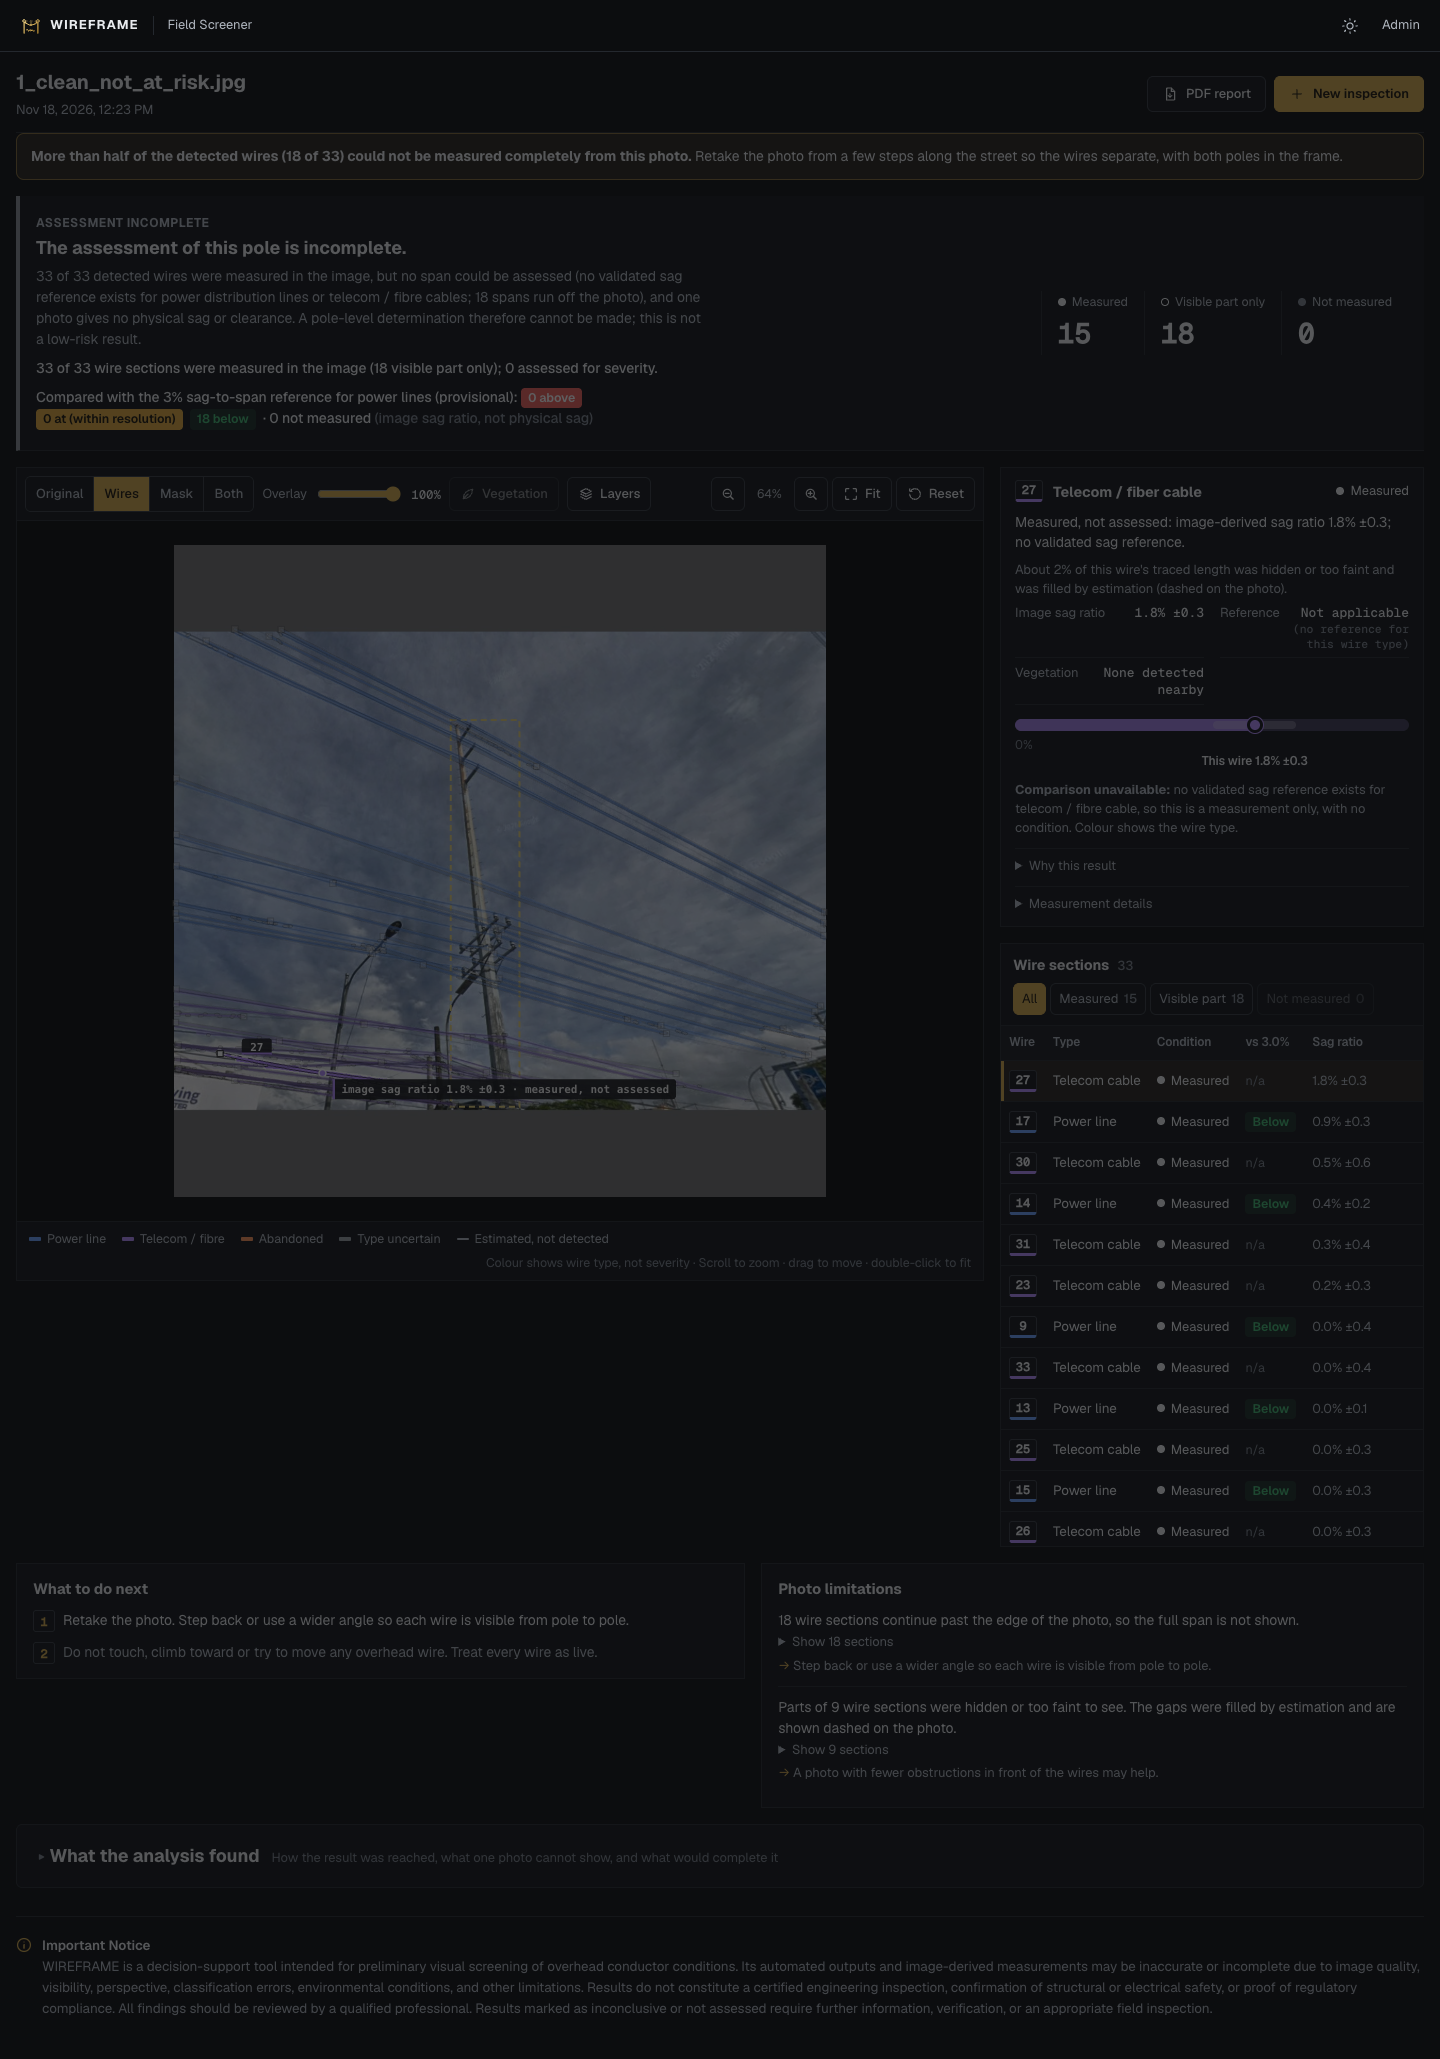 WIREFRAME
Field Screener
Admin
1_clean_not_at_risk.jpg
Nov 18, 2026, 12:23 PM
PDF report
New inspection
More than half of the detected wires (18 of 33) could not be measured completely from this photo. Retake the photo from a few steps along the street so the wires separate, with both poles in the frame.
ASSESSMENT INCOMPLETE
The assessment of this pole is incomplete.
33 of 33 detected wires were measured in the image, but no span could be assessed (no validated sag
reference exists for power distribution lines or telecom / fibre cables; 18 spans run off the photo), and one
photo gives no physical sag or clearance. A pole-level determination therefore cannot be made; this is not
a low-risk result.
33 of 33 wire sections were measured in the image (18 visible part only); 0 assessed for severity.
Compared with the 3% sag-to-span reference for power lines (provisional): 0 above
0 at (within resolution) 18 below · 0 not measured (image sag ratio, not physical sag)
Measured
15
Visible part only
18
Not measured
0
Original Wires Mask Both Overlay 100% Vegetation Layers 64% Fit Reset
27
image sag ratio 1.8% ±0.3 · measured, not assessed
ving
Power line Telecom / fibre Abandoned Type uncertain Estimated, not detected
Colour shows wire type, not severity · Scroll to zoom · drag to move · double-click to fit
27 Telecom / fiber cable Measured
Measured, not assessed: image-derived sag ratio 1.8% ±0.3;
no validated sag reference.
About 2% of this wire's traced length was hidden or too faint and
was filled by estimation (dashed on the photo).
Image sag ratio 1.8% ±0.3
Reference Not applicable
(no reference for
this wire type)
Vegetation None detected
nearby
0%
This wire 1.8% ±0.3
Comparison unavailable: no validated sag reference exists for
telecom / fibre cable, so this is a measurement only, with no
condition. Colour shows the wire type.
Why this result
Measurement details
Wire sections 33
All Measured 15 Visible part 18 Not measured 0
Wire Type Condition vs 3.0% Sag ratio
27 Telecom cable Measured n/a 1.8% ±0.3
17 Power line Measured Below 0.9% ±0.3
30 Telecom cable Measured n/a 0.5% ±0.6
14 Power line Measured Below 0.4% ±0.2
31 Telecom cable Measured n/a 0.3% ±0.4
23 Telecom cable Measured n/a 0.2% ±0.3
9 Power line Measured Below 0.0% ±0.4
33 Telecom cable Measured n/a 0.0% ±0.4
13 Power line Measured Below 0.0% ±0.1
25 Telecom cable Measured n/a 0.0% ±0.3
15 Power line Measured Below 0.0% ±0.3
26 Telecom cable Measured n/a 0.0% ±0.3
What to do next
1 Retake the photo. Step back or use a wider angle so each wire is visible from pole to pole.
2 Do not touch, climb toward or try to move any overhead wire. Treat every wire as live.
Photo limitations
18 wire sections continue past the edge of the photo, so the full span is not shown.
Show 18 sections
→ Step back or use a wider angle so each wire is visible from pole to pole.
Parts of 9 wire sections were hidden or too faint to see. The gaps were filled by estimation and are
shown dashed on the photo.
Show 9 sections
→ A photo with fewer obstructions in front of the wires may help.
What the analysis found How the result was reached, what one photo cannot show, and what would complete it
Important Notice
WIREFRAME is a decision-support tool intended for preliminary visual screening of overhead conductor conditions. Its automated outputs and image-derived measurements may be inaccurate or incomplete due to image quality,
visibility, perspective, classification errors, environmental conditions, and other limitations. Results do not constitute a certified engineering inspection, confirmation of structural or electrical safety, or proof of regulatory
compliance. All findings should be reviewed by a qualified professional. Results marked as inconclusive or not assessed require further information, verification, or an appropriate field inspection.